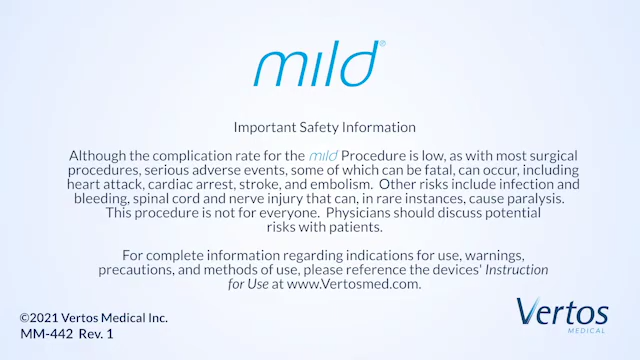 mild®
Important Safety Information
Although the complication rate for the mild Procedure is low, as with most surgical
procedures, serious adverse events, some of which can be fatal, can occur, including
heart attack, cardiac arrest, stroke, and embolism. Other risks include infection and
bleeding, spinal cord and nerve injury that can, in rare instances, cause paralysis.
This procedure is not for everyone. Physicians should discuss potential
risks with patients.
For complete information regarding indications for use, warnings,
precautions, and methods of use, please reference the devices' Instruction
for Use at www.Vertosmed.com.
©2021 Vertos Medical Inc.
MM-442 Rev. 1
Vertos
MEDICAL